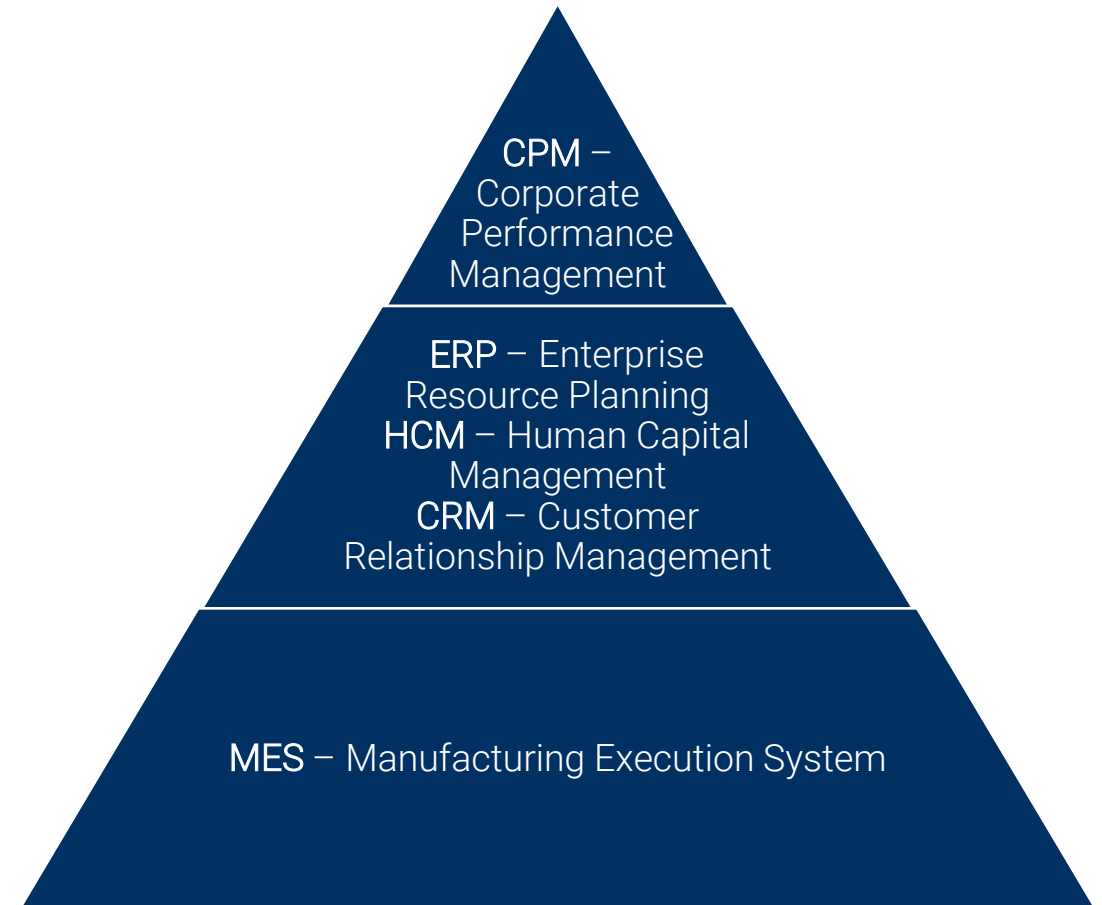 CPM –
Corporate
Performance
Management
ERP – Enterprise
Resource Planning
HCM – Human Capital
Management
CRM – Customer
Relationship Management
MES – Manufacturing Execution System